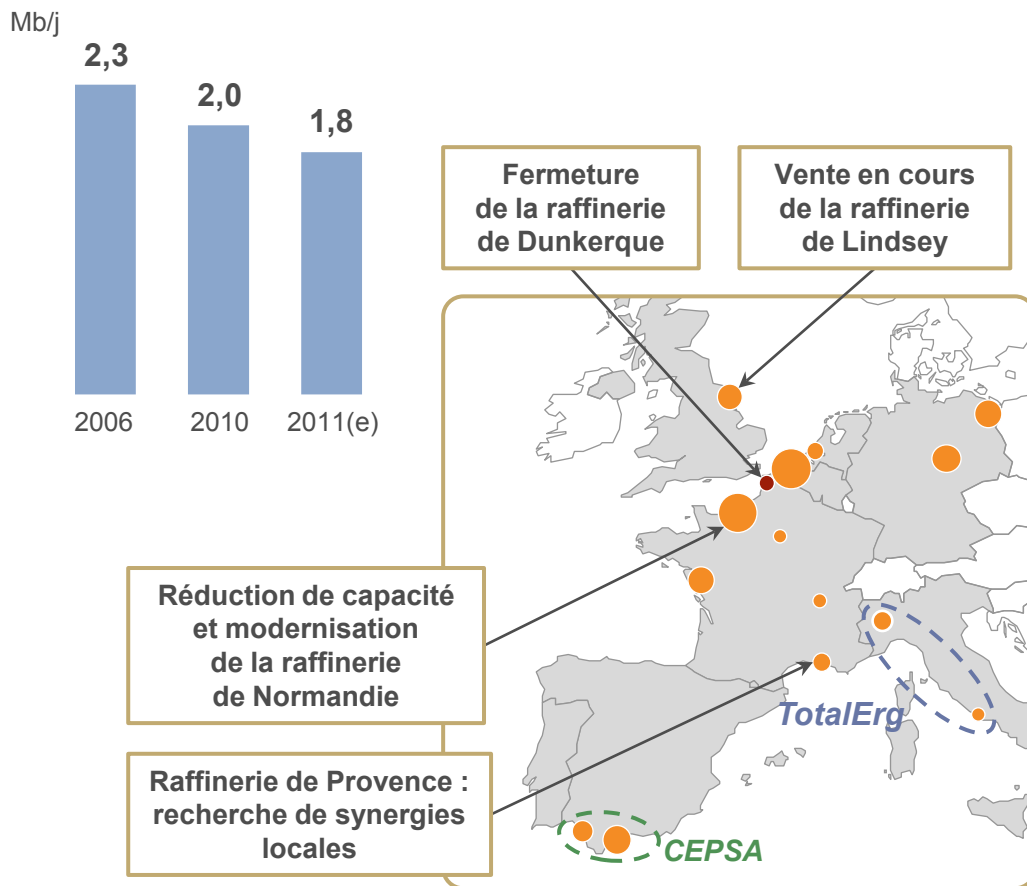 Mb/j
2,3
2,0
1,8
2006
2010
2011(e)
Fermeture
de la raffinerie
de Dunkerque
Vente en cours
de la raffinerie
de Lindsey
Réduction de capacité
et modernisation
de la raffinerie
de Normandie
Raffinerie de Provence :
recherche de synergies
locales
TotalErg
CEPSA